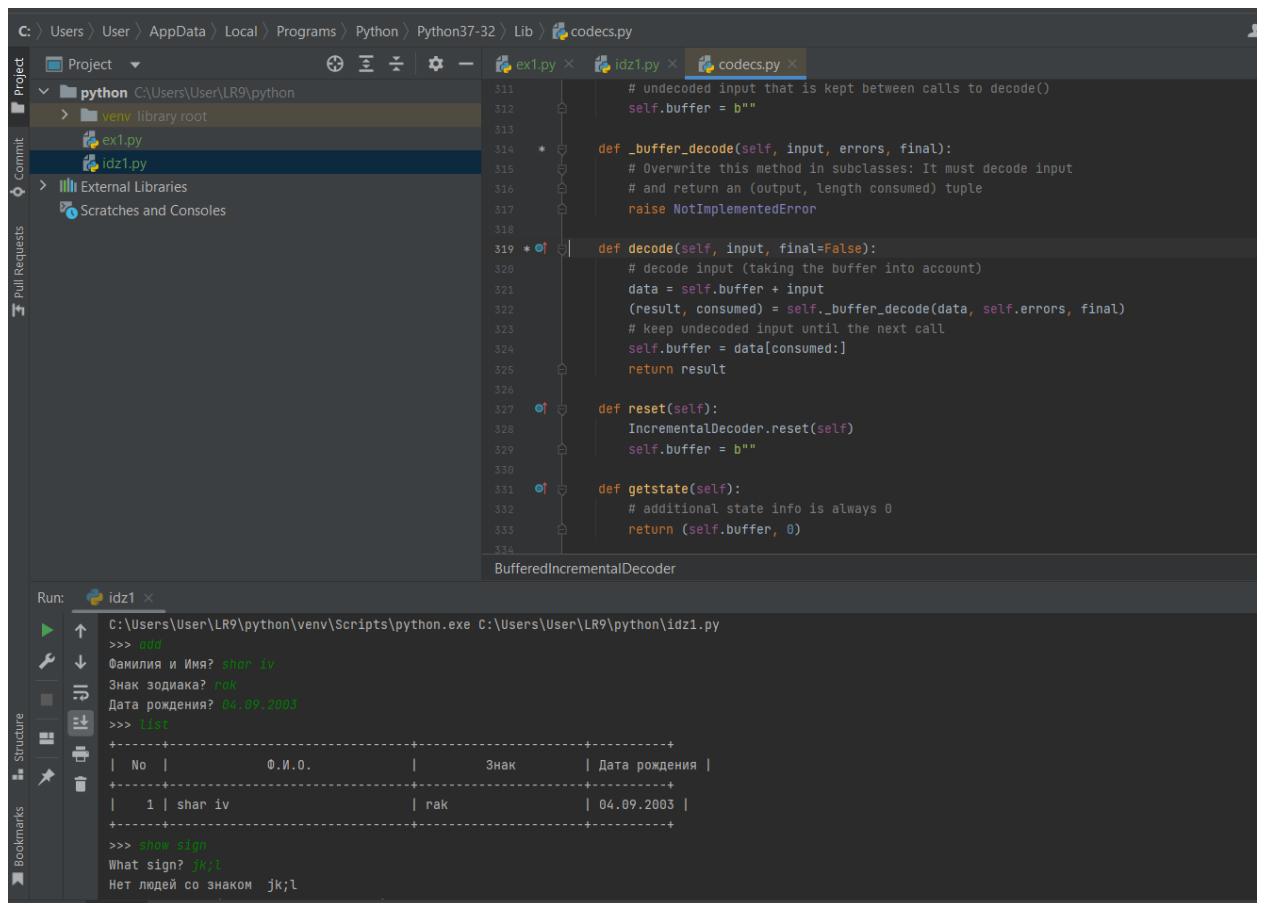 C: 〉 Users 〉 User 〉 AppData 〉 Local 〉 Programs 〉 Python 〉 Python37-32 〉 Lib 〉 codecs.py
Project
Commit
Pull Requests
Structure
Bookmarks
Project
python C:\Users\User\LR9\python
venv library root
ex1.py
idz1.py
External Libraries
Scratches and Consoles
ex1.py × idz1.py × codecs.py ×
311 # undecoded input that is kept between calls to decode()
312 self.buffer = b""
313
314 * def _buffer_decode(self, input, errors, final):
315 # Overwrite this method in subclasses: It must decode input
316 # and return an (output, length consumed) tuple
317 raise NotImplementedError
318
319 * def decode(self, input, final=False):
320 # decode input (taking the buffer into account)
321 data = self.buffer + input
322 (result, consumed) = self._buffer_decode(data, self.errors, final)
323 # keep undecoded input until the next call
324 self.buffer = data[consumed:]
325 return result
326
327 def reset(self):
328 IncrementalDecoder.reset(self)
329 self.buffer = b""
330
331 def getstate(self):
332 # additional state info is always 0
333 return (self.buffer, 0)
334
BufferedIncrementalDecoder
Run: idz1 ×
C:\Users\User\LR9\python\venv\Scripts\python.exe C:\Users\User\LR9\python\idz1.py
>>> add
Фамилия и Имя? shar iv
Знак зодиака? rak
Дата рождения? 04.09.2003
>>> list
+------+--------------------------------+----------------------+----------+
| No | Ф.И.О. | Знак | Дата рождения |
+------+--------------------------------+----------------------+----------+
| 1 | shar iv | rak | 04.09.2003 |
+------+--------------------------------+----------------------+----------+
>>> show sign
What sign? jk;l
Нет людей со знаком jk;l